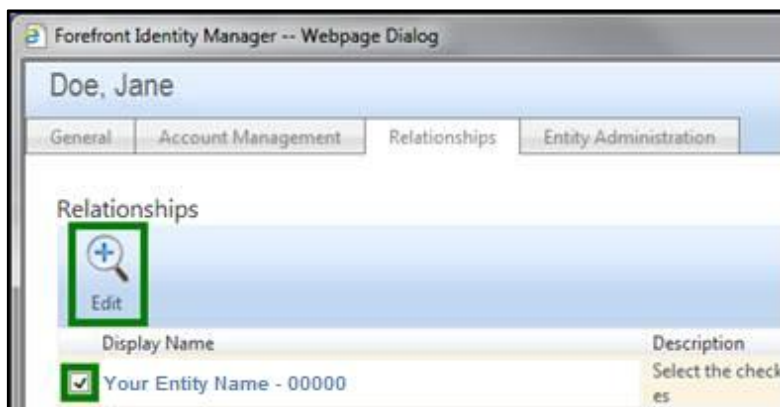 Forefront Identity Manager -- Webpage Dialog
Doe, Jane
General Account Management Relationships Entity Administration
Relationships
Edit
Display Name Description
Your Entity Name - 00000 Select the check
es